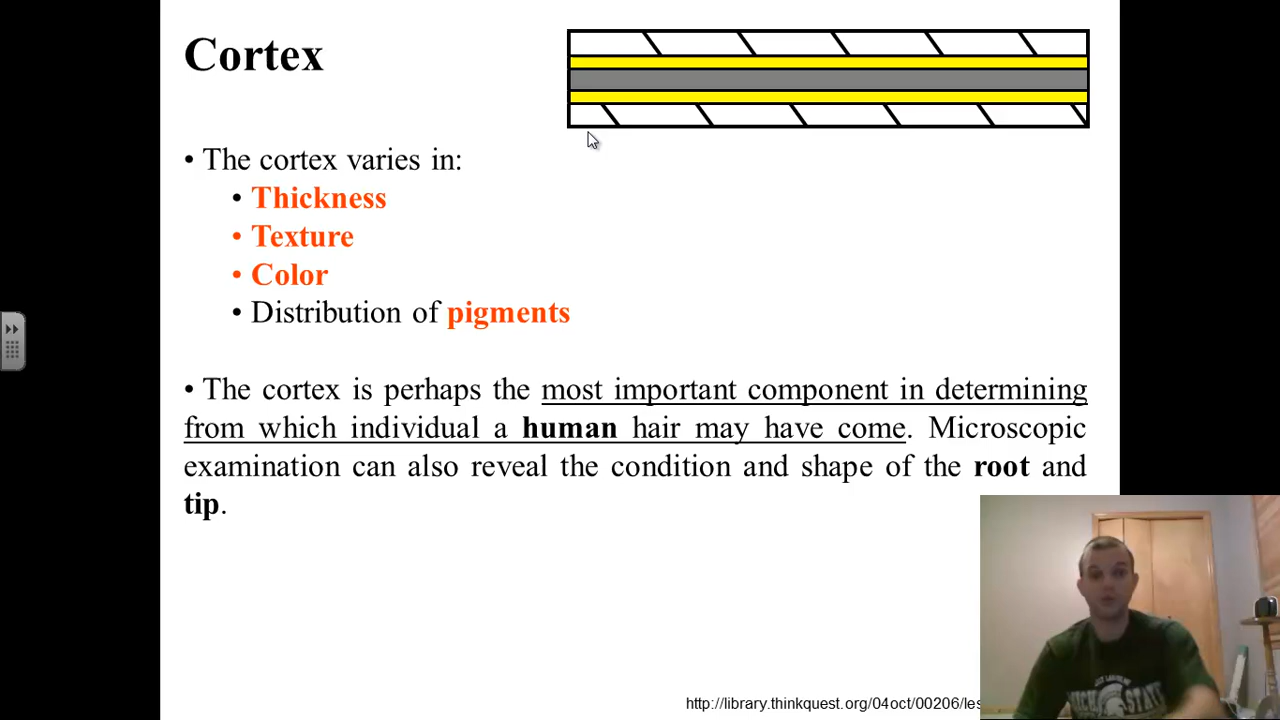 Cortex
• The cortex varies in:
• Thickness
• Texture
• Color
• Distribution of pigments
• The cortex is perhaps the most important component in determining
from which individual a human hair may have come. Microscopic
examination can also reveal the condition and shape of the root and
tip.
http://library.thinkquest.org/04oct/00206/les
STATE